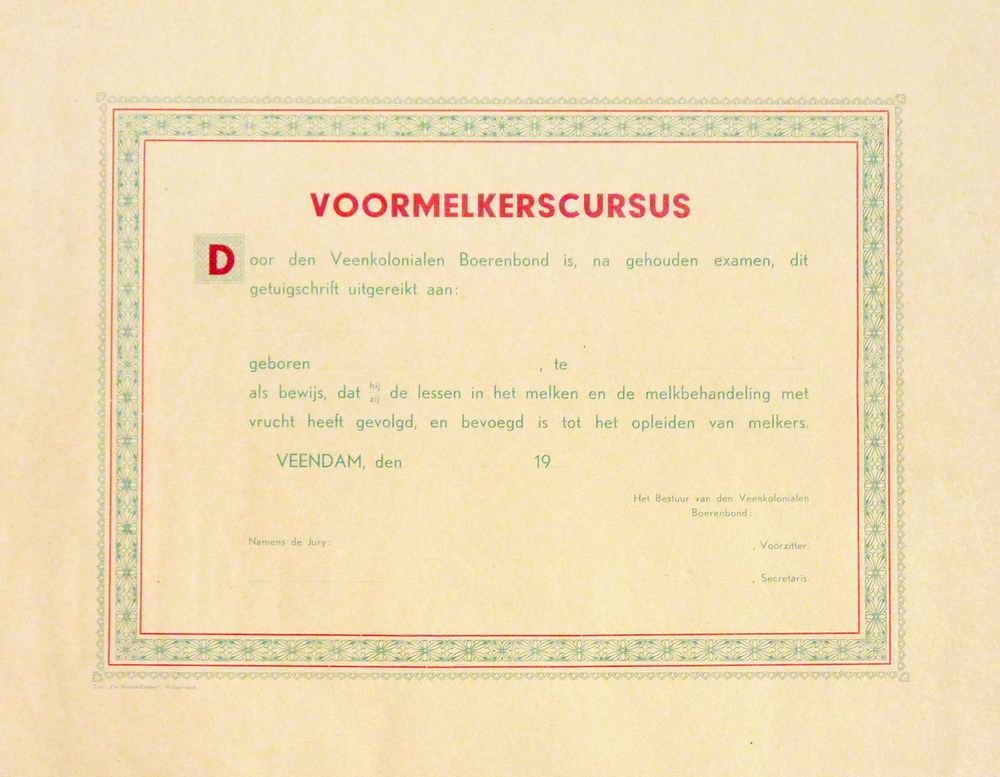 VOORMELKERSCURSUS
Door den Veenkolonialen Boerenbond is, na gehouden examen, dit
getuigschrift uitgereikt aan:
geboren , te
als bewijs, dat hij zij de lessen in het melken en de melkbehandeling met
vrucht heeft gevolgd, en bevoegd is tot het opleiden van melkers.
VEENDAM, den 19
Het Bestuur van den Veenkolonialen
Boerenbond:
Namens de Jury:
, Voorzitter.
, Secretaris.